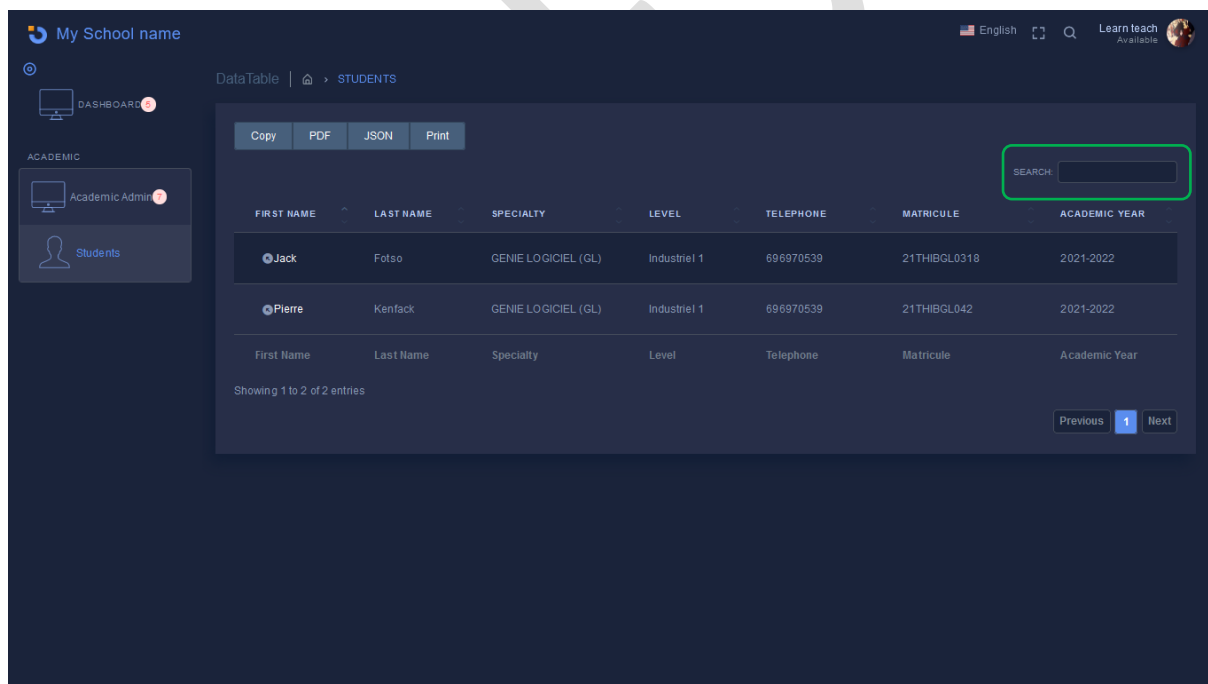 My School name
English
Learn teach
Available
DataTable
STUDENTS
DASHBOARD 5
ACADEMIC
Academic Admin 7
Students
Copy PDF JSON Print
SEARCH:
FIRST NAME LAST NAME SPECIALTY LEVEL TELEPHONE MATRICULE ACADEMIC YEAR
Jack Fotso GENIE LOGICIEL (GL) Industriel 1 696970539 21THIBGL0318 2021-2022
Pierre Kenfack GENIE LOGICIEL (GL) Industriel 1 696970539 21THIBGL042 2021-2022
First Name Last Name Specialty Level Telephone Matricule Academic Year
Showing 1 to 2 of 2 entries
Previous 1 Next